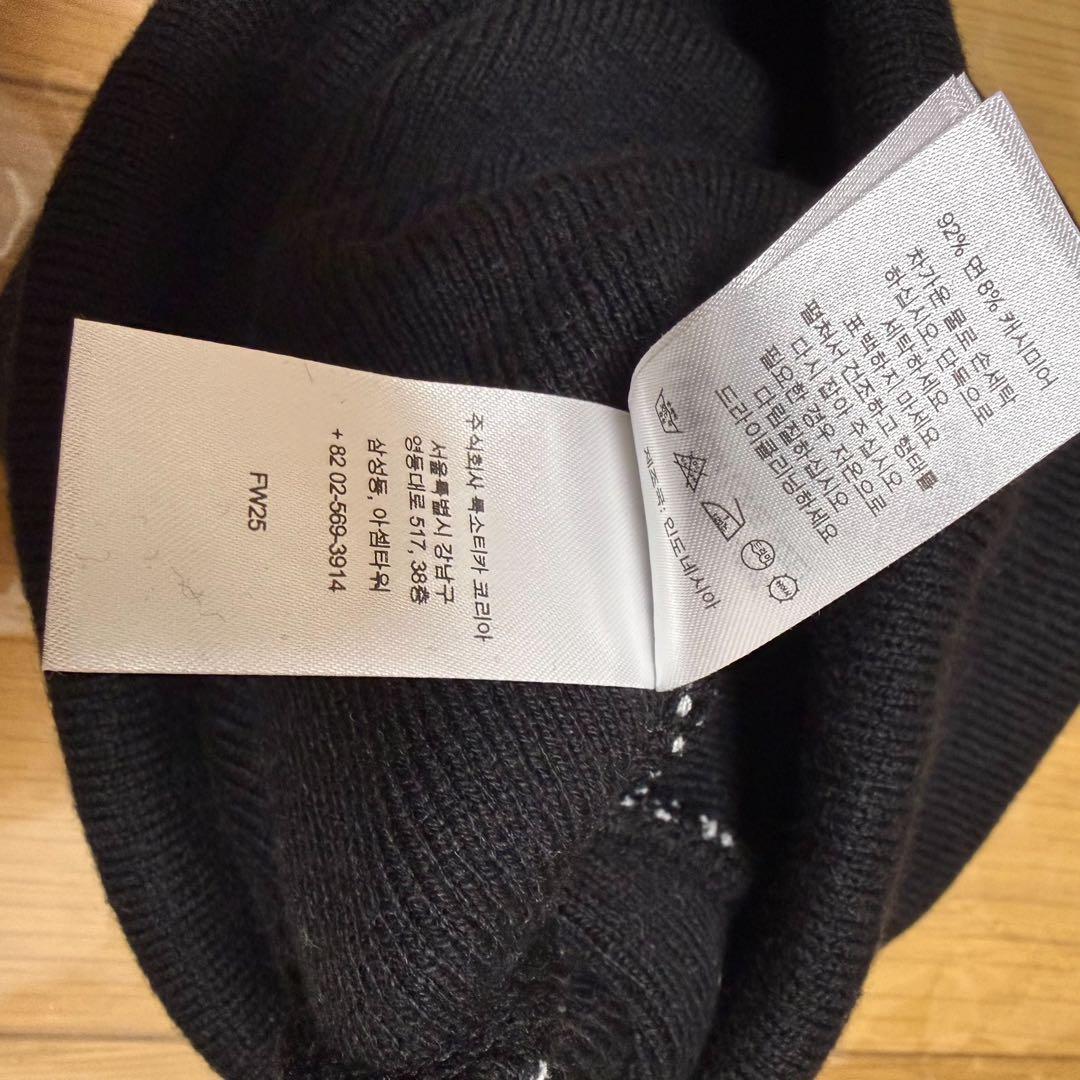 92% 면 8% 캐시미어
차가운 물로 손세탁
하십시오, 단독으로
세탁하세요
표백하지 마세요
펼쳐서 건조하고 형태를
다시 잡아 주십시오
필요한 경우 저온으로
다림질하십시오
드라이클리닝하세요
제조국: 인도네시아
주식회사 룩스티카 코리아
서울특별시 강남구
영동대로 517, 38층
삼성동, 아셈타워
+ 82 02-569-3914
FW25